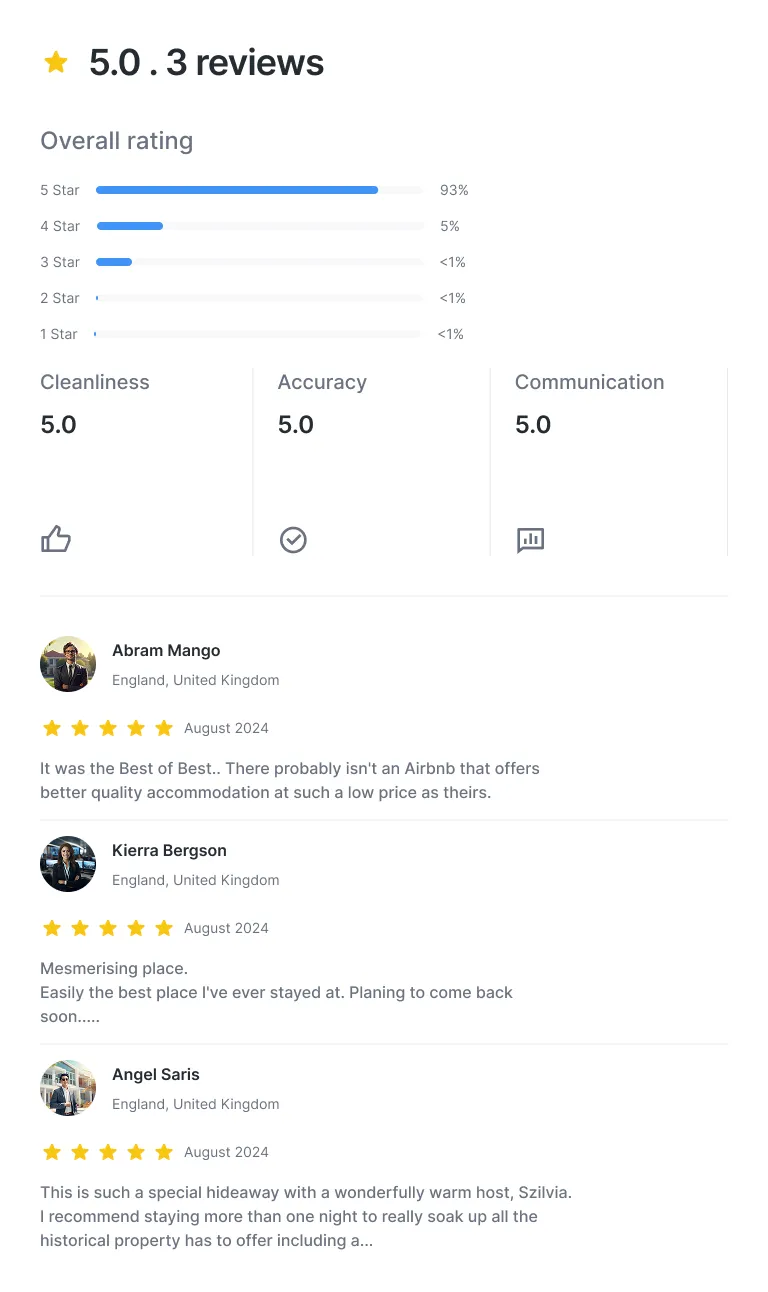 5.0 . 3 reviews
Overall rating
5 Star 93%
4 Star 5%
3 Star <1%
2 Star <1%
1 Star <1%
Cleanliness
5.0
Accuracy
5.0
Communication
5.0
Abram Mango
England, United Kingdom
August 2024
It was the Best of Best.. There probably isn't an Airbnb that offers
better quality accommodation at such a low price as theirs.
Kierra Bergson
England, United Kingdom
August 2024
Mesmerising place.
Easily the best place I've ever stayed at. Planing to come back
soon.....
Angel Saris
England, United Kingdom
August 2024
This is such a special hideaway with a wonderfully warm host, Szilvia.
I recommend staying more than one night to really soak up all the
historical property has to offer including a...